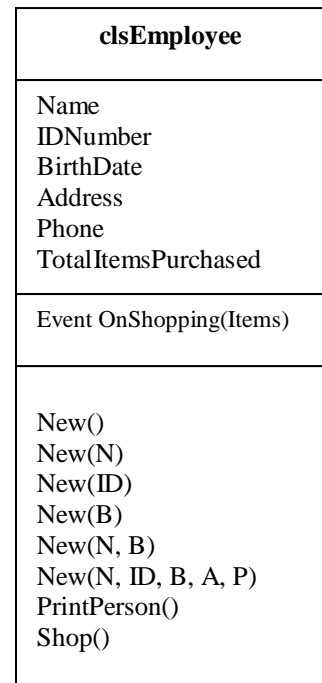 clsEmployee
Name
IDNumber
BirthDate
Address
Phone
TotalItemsPurchased
Event OnShopping(Items)
New()
New(N)
New(ID)
New(B)
New(N, B)
New(N, ID, B, A, P)
PrintPerson()
Shop()